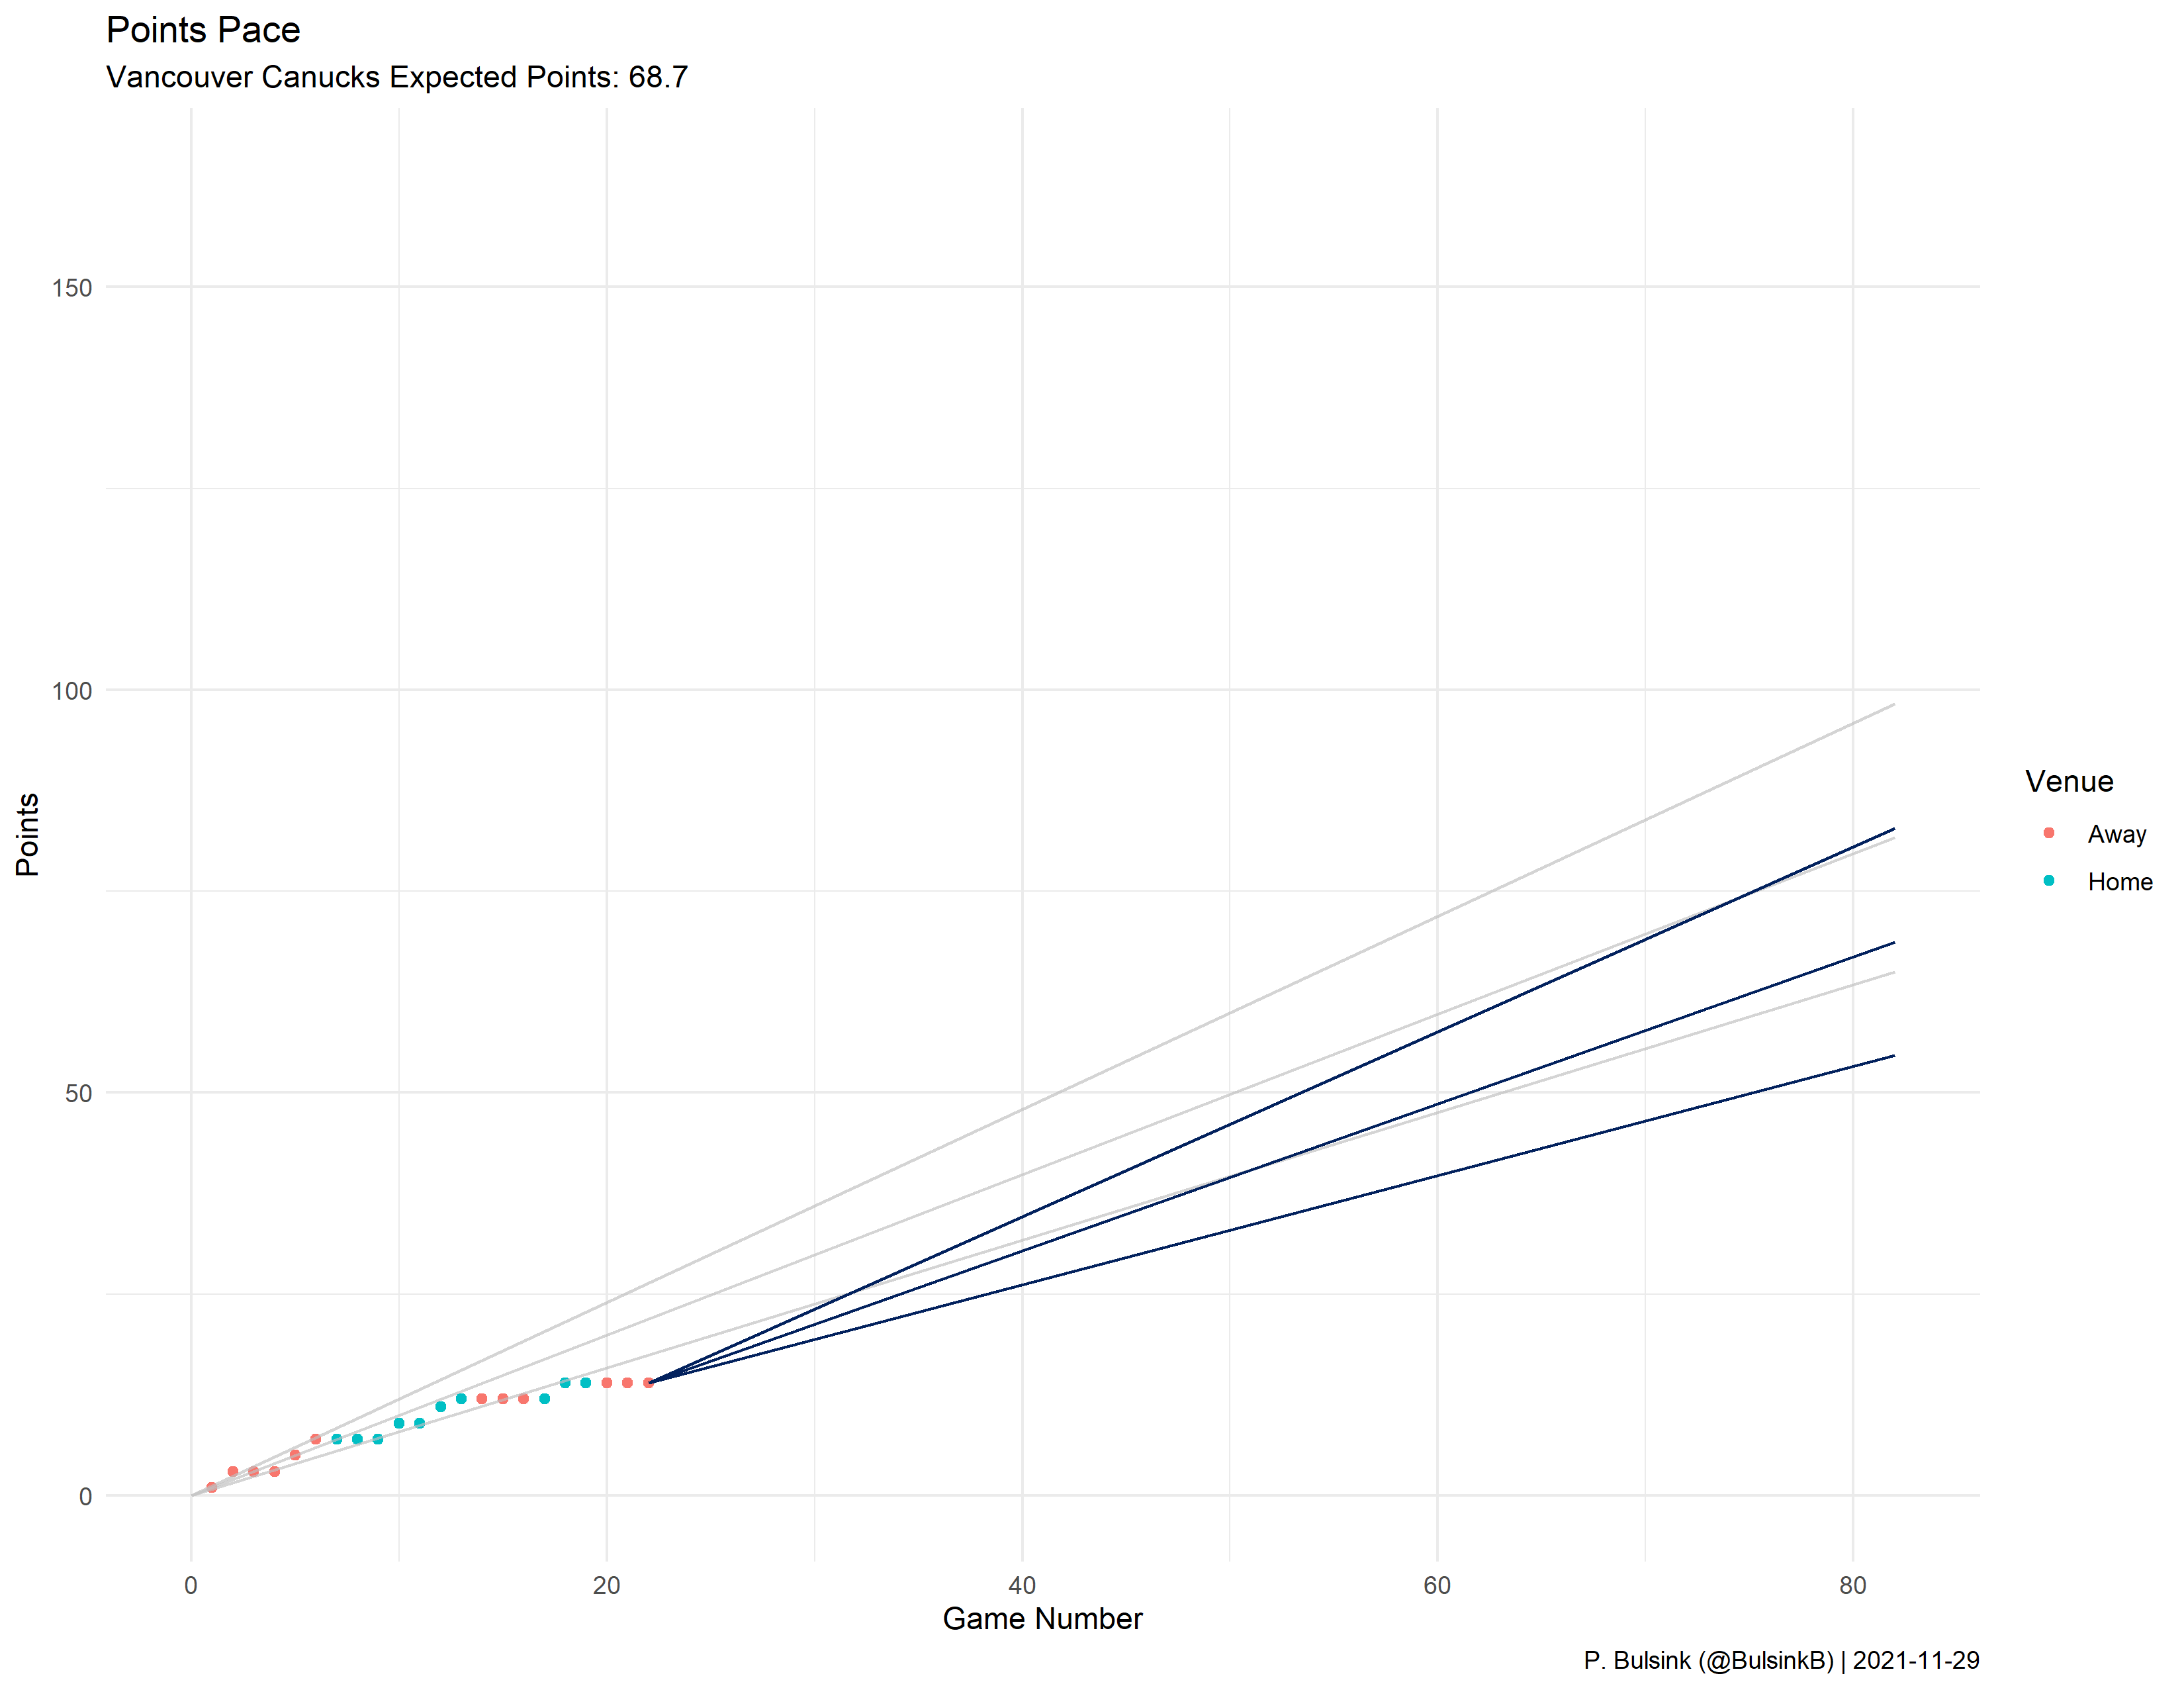 Points Pace
Vancouver Canucks Expected Points: 68.7
150
100
50
0
Points
0 20 40 60 80
Game Number
Venue
Away
Home
P. Bulsink (@BulsinkB) | 2021-11-29